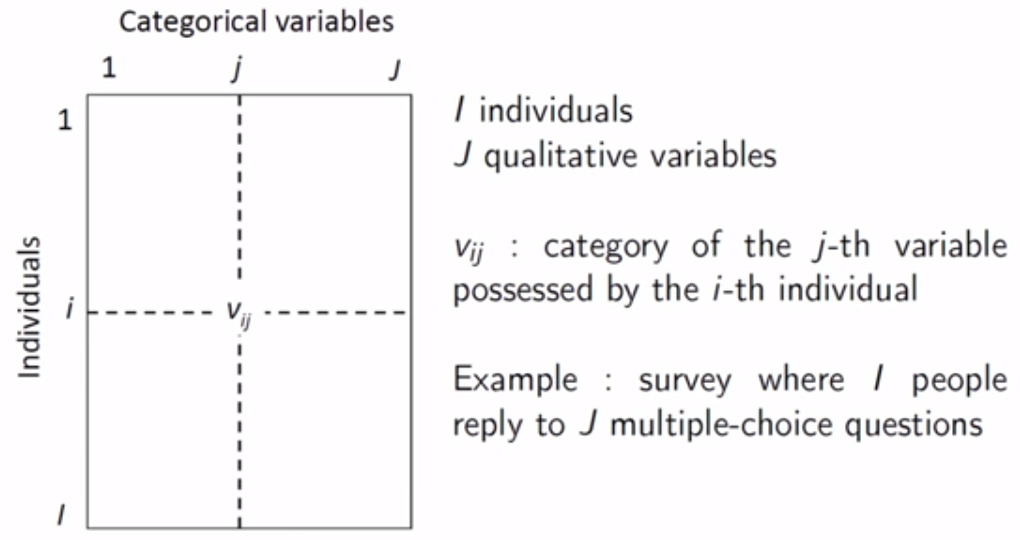 Categorical variables
1 j J
1
I individuals
J qualitative variables
Individuals
v_ij : category of the j-th variable
possessed by the i-th individual
i
v_ij
Example : survey where I people
reply to J multiple-choice questions
I